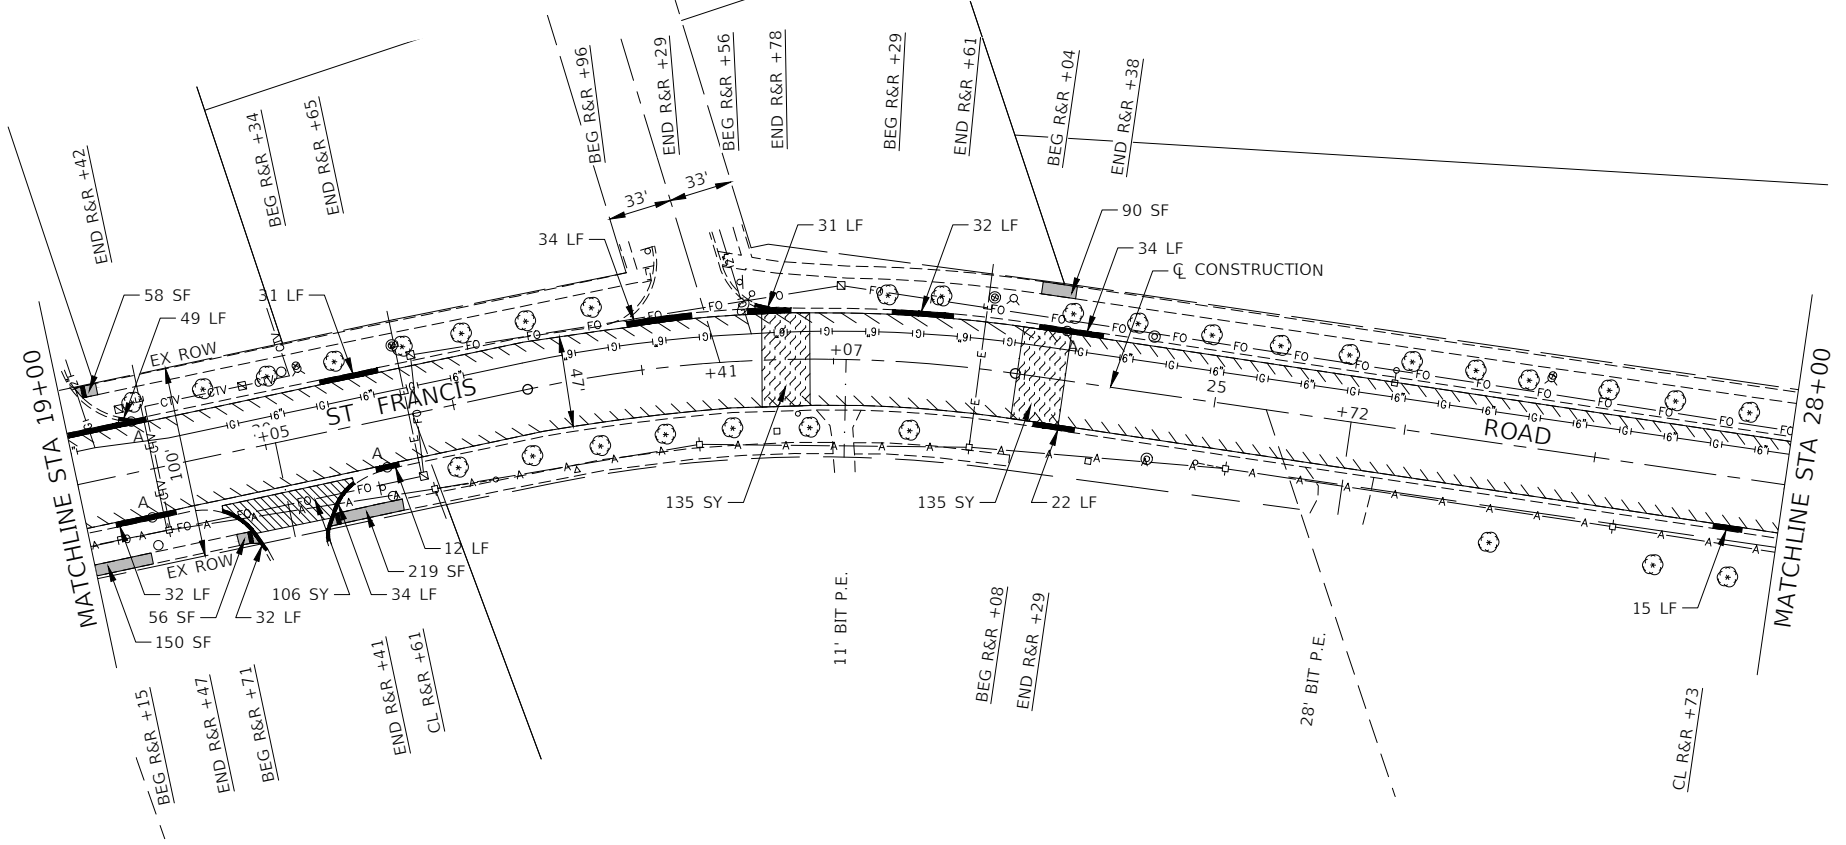 END R&R +42
BEG R&R +34
END R&R +65
BEG R&R +96
END R&R +29
BEG R&R +56
END R&R +78
BEG R&R +29
END R&R +61
BEG R&R +04
END R&R +38
33'
33'
90 SF
31 LF
32 LF
34 LF
34 LF
CONSTRUCTION
58 SF
31 LF
49 LF
EX ROW
MATCHLINE STA 19+00
ST FRANCIS
47'
+41
+07
25
+72
ROAD
MATCHLINE STA 28+00
+05
100'
A
A
A
135 SY
135 SY
22 LF
EX ROW
12 LF
219 SF
32 LF
106 SY
34 LF
56 SF
32 LF
150 SF
15 LF
11' BIT P.E.
28' BIT P.E.
BEG R&R +15
END R&R +47
BEG R&R +71
END R&R +41
CL R&R +61
BEG R&R +08
END R&R +29
CL R&R +73